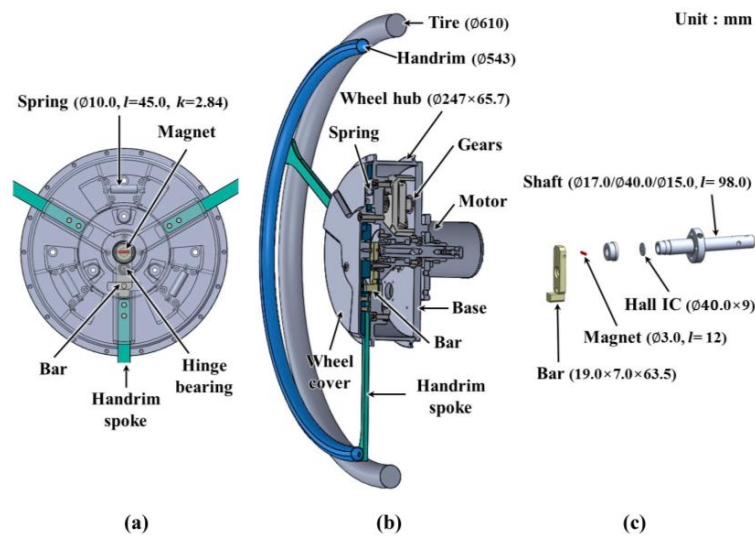 Unit : mm
Spring (Ø10.0, l=45.0, k=2.84)
Magnet
Bar
Hinge
bearing
Handrim
spoke
(a)
Tire (Ø610)
Handrim (Ø543)
Wheel hub (Ø247×65.7)
Spring
Gears
Motor
Base
Bar
Wheel
cover
Handrim
spoke
(b)
Shaft (Ø17.0/Ø40.0/Ø15.0, l= 98.0)
Hall IC (Ø40.0×9)
Magnet (Ø3.0, l=12)
Bar (19.0×7.0×63.5)
(c)